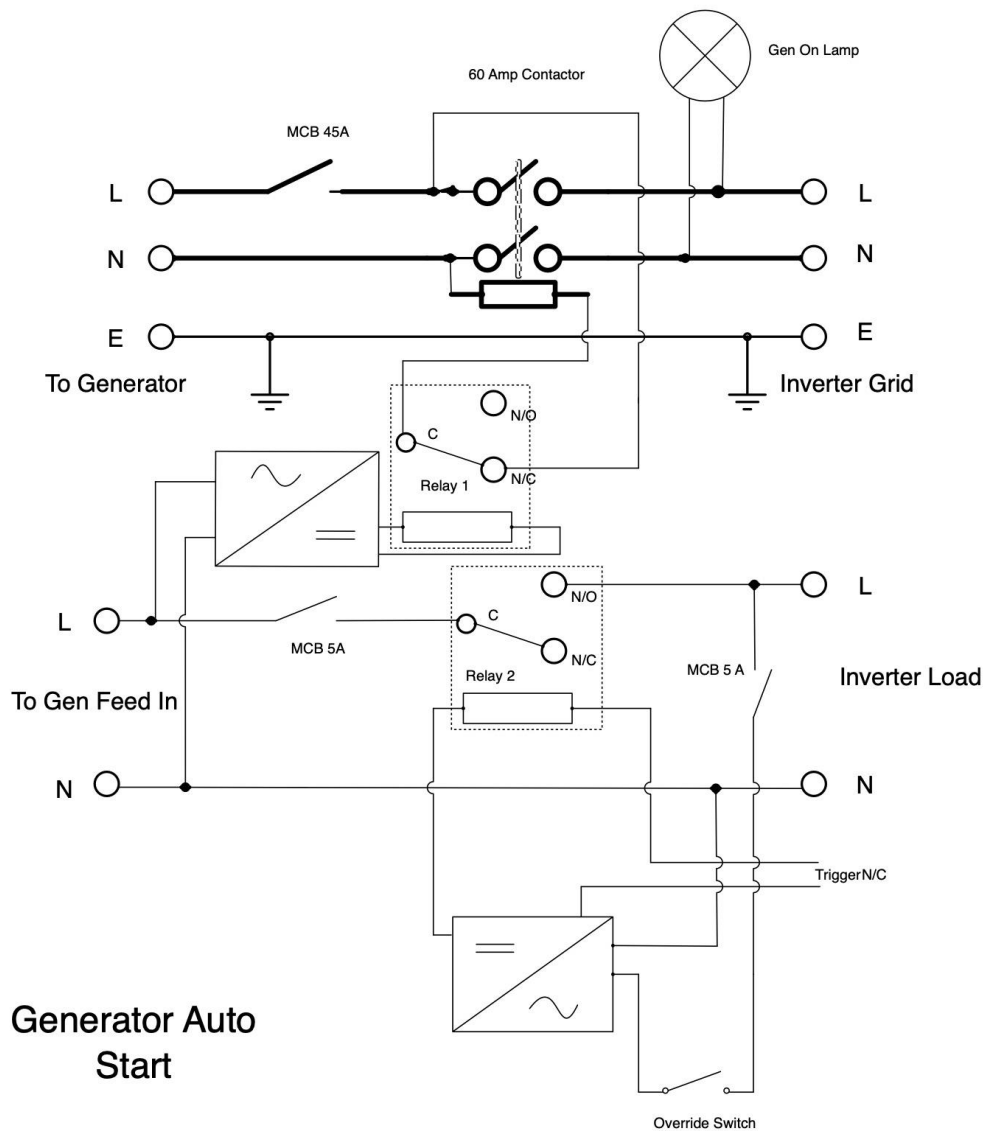 Gen On Lamp
60 Amp Contactor
MCB 45A
L
L
N
N
E
E
To Generator
Inverter Grid
N/O
C
N/C
Relay 1
N/O
L
C
L
MCB 5A
N/C
MCB 5 A
Relay 2
Inverter Load
To Gen Feed In
N
N
TriggerN/C
Generator Auto
Start
Override Switch